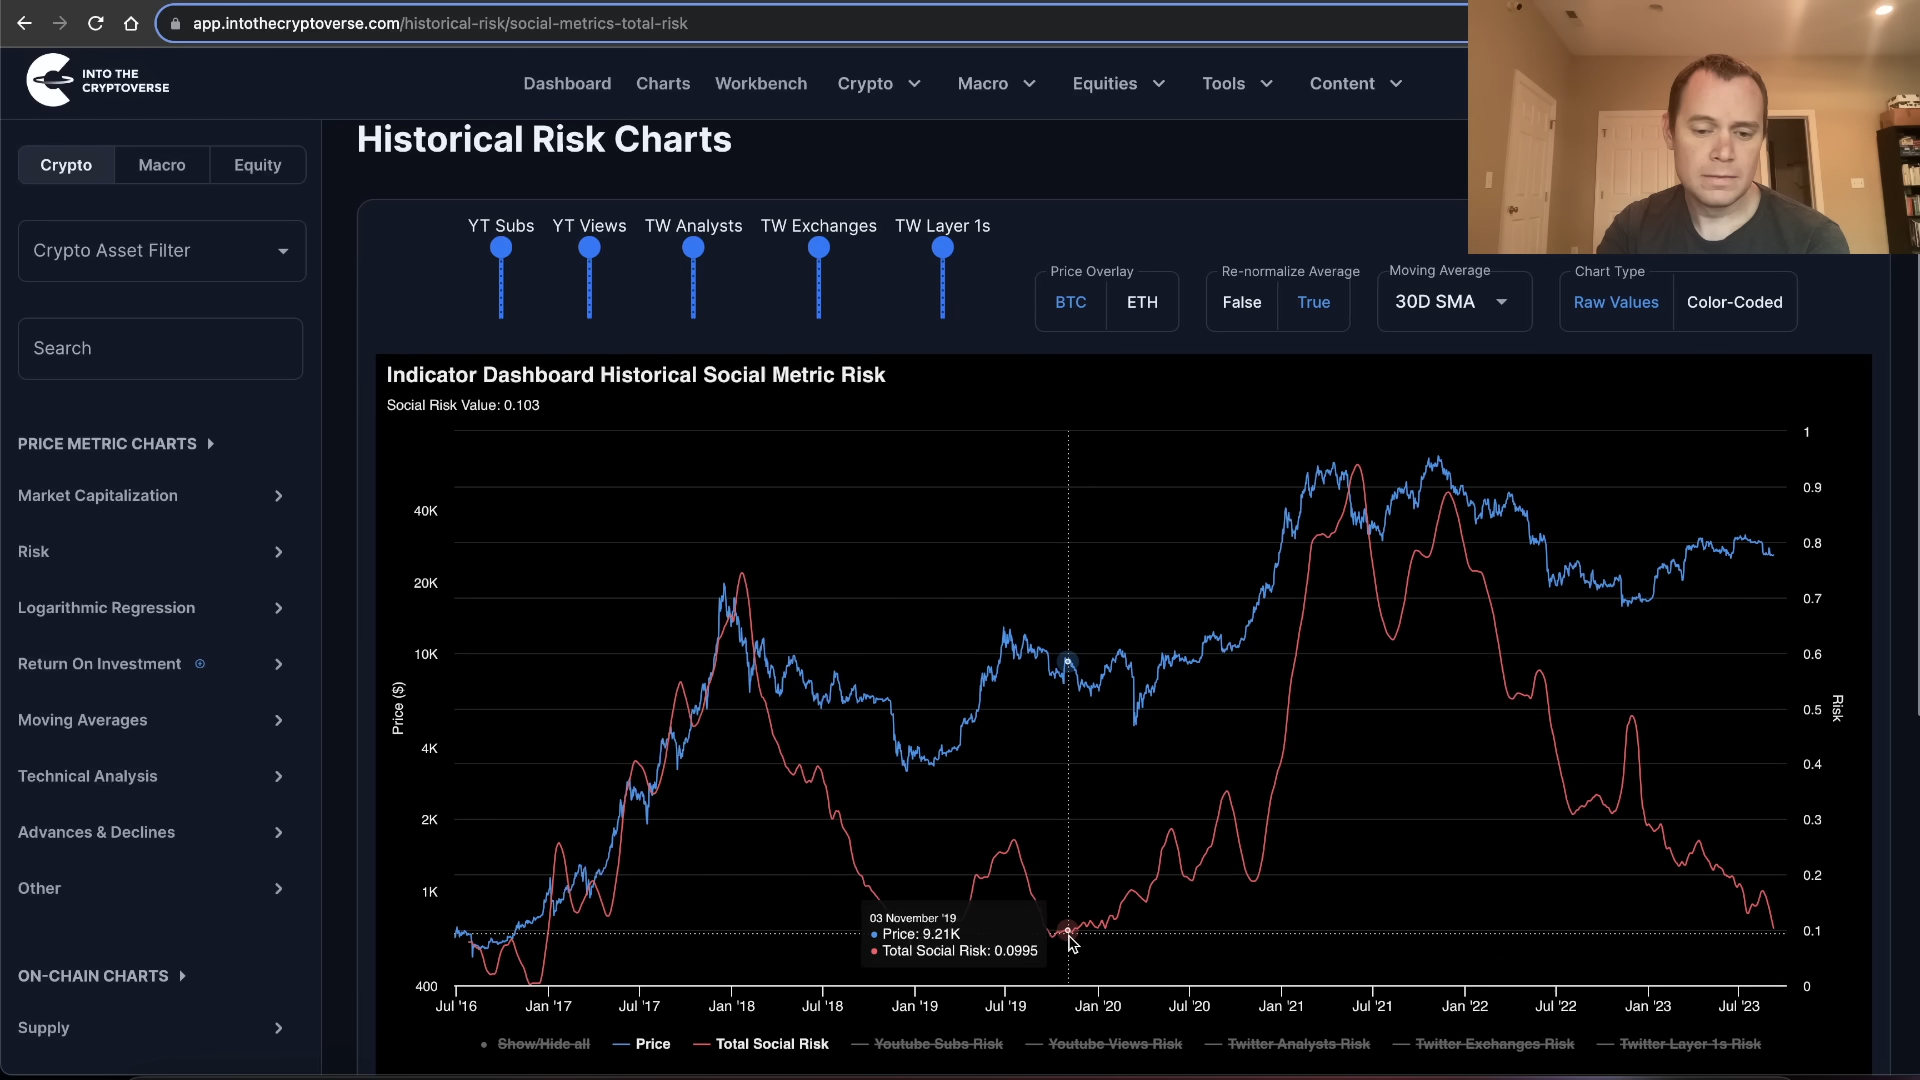 app.intothecryptoverse.com/historical-risk/social-metrics-total-risk
INTO THE
CRYPTOVERSE
Dashboard Charts Workbench Crypto Macro Equities Tools Content
Historical Risk Charts
Crypto Macro Equity
Crypto Asset Filter
Search
PRICE METRIC CHARTS
Market Capitalization
Risk
Logarithmic Regression
Return On Investment
Moving Averages
Technical Analysis
Advances & Declines
Other
ON-CHAIN CHARTS
Supply
YT Subs YT Views TW Analysts TW Exchanges TW Layer 1s
Price Overlay Re-normalize Average Moving Average Chart Type
BTC ETH False True 30D SMA Raw Values Color-Coded
Indicator Dashboard Historical Social Metric Risk
Social Risk Value: 0.103
Price ($)
40K
20K
10K
4K
2K
1K
400
1
0.9
0.8
0.7
0.6
0.5
0.4
0.3
0.2
0.1
0
Risk
03 November '19
Price: 9.21K
Total Social Risk: 0.0995
Jul '16 Jan '17 Jul '17 Jan '18 Jul '18 Jan '19 Jul '19 Jan '20 Jul '20 Jan '21 Jul '21 Jan '22 Jul '22 Jan '23 Jul '23
Show/Hide all Price Total Social Risk Youtube Subs Risk Youtube Views Risk Twitter Analysts Risk Twitter Exchanges Risk Twitter Layer 1s Risk